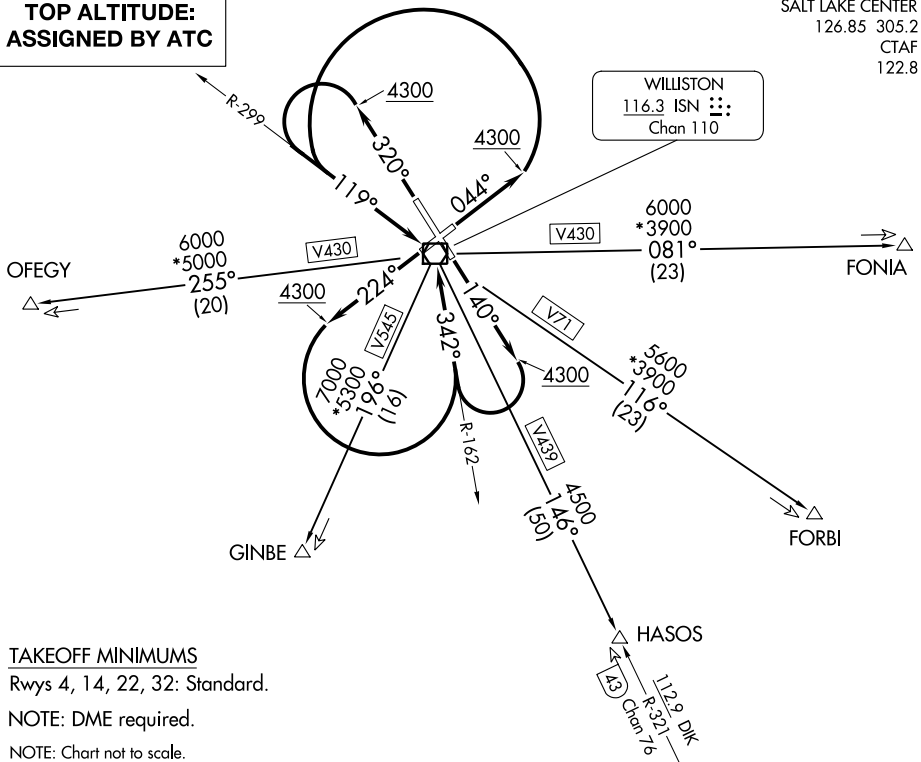 TOP ALTITUDE:
ASSIGNED BY ATC
SALT LAKE CENTER
126.85 305.2
CTAF
122.8
WILLISTON
116.3 ISN
Chan 110
R-299
4300
320°
119°
4300
044°
OFEGY
6000
*5000
255°
(20)
V430
V430
6000
*3900
081°
(23)
FONIA
4300
224°
V545
7000
*5300
196°
(16)
342°
R-162
140°
4300
V71
5600
*3900
116°
(23)
FORBI
V439
4500
146°
(50)
GINBE
HASOS
43
112.9 DIK
R-321
Chan 76
TAKEOFF MINIMUMS
Rwys 4, 14, 22, 32: Standard.
NOTE: DME required.
NOTE: Chart not to scale.